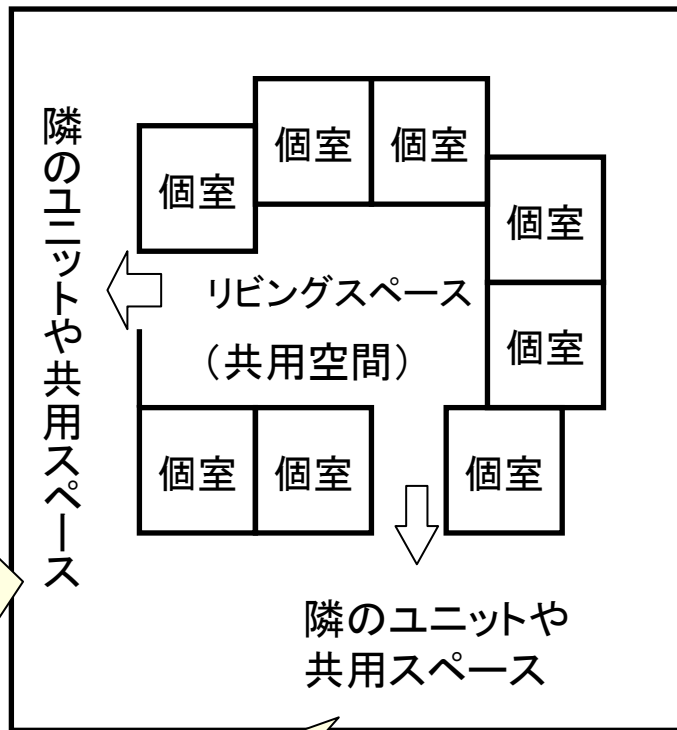 隣のユニットや共用スペース
個室
個室
個室
個室
リビングスペース
（共用空間）
個室
個室
個室
個室
隣のユニットや
共用スペース